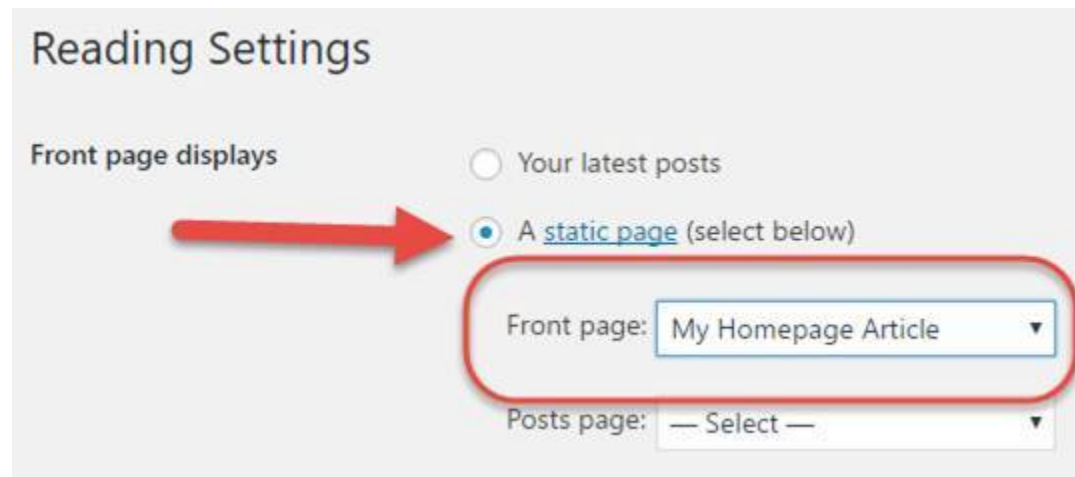 Reading Settings
Front page displays
Your latest posts
A static page (select below)
Front page: My Homepage Article
Posts page: — Select —